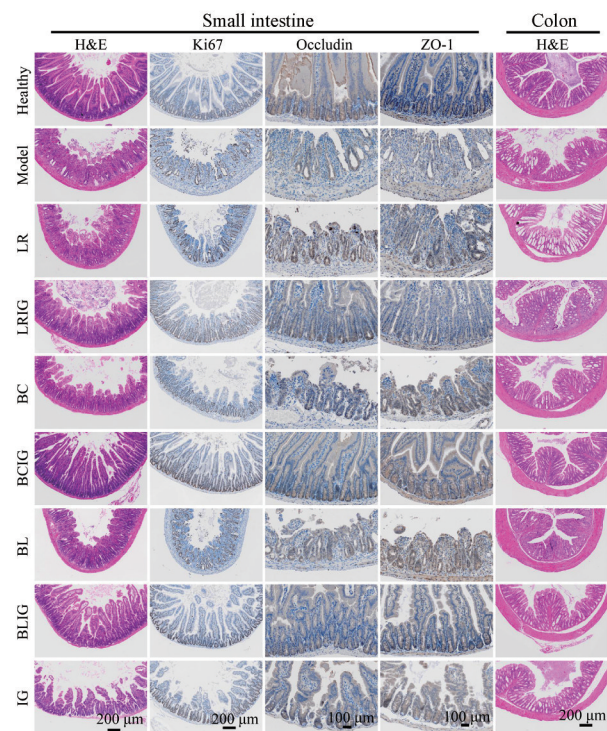 Small intestine Colon
H&E Ki67 Occludin ZO-1 H&E
Healthy
Model
LR
LRIG
BC
BCIG
BL
BLIG
IG
200 μm 200 μm 100 μm 100 μm 200 μm